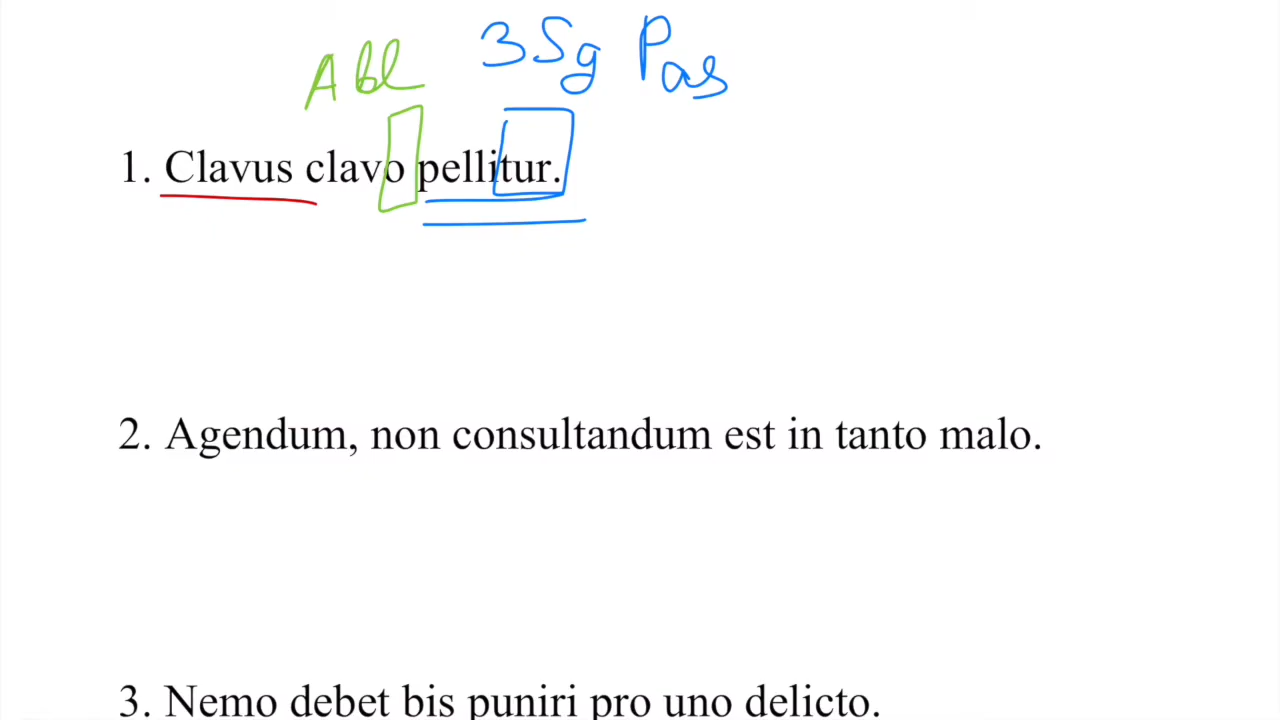 Abl 3Sg Pas
1. Clavus clavo pellitur.
2. Agendum, non consultandum est in tanto malo.
3. Nemo debet bis puniri pro uno delicto.